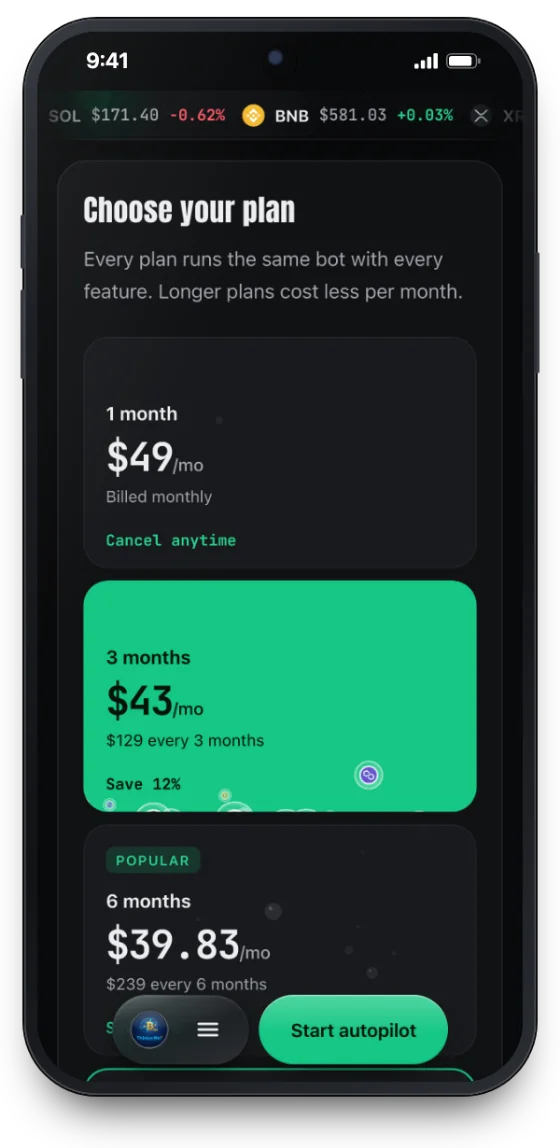 9:41
SOL $171.40 -0.62% BNB $581.03 +0.03% XR
Choose your plan
Every plan runs the same bot with every
feature. Longer plans cost less per month.
1 month
$49/mo
Billed monthly
Cancel anytime
3 months
$43/mo
$129 every 3 months
Save 12%
POPULAR
6 months
$39.83/mo
$239 every 6 months
S
Start autopilot